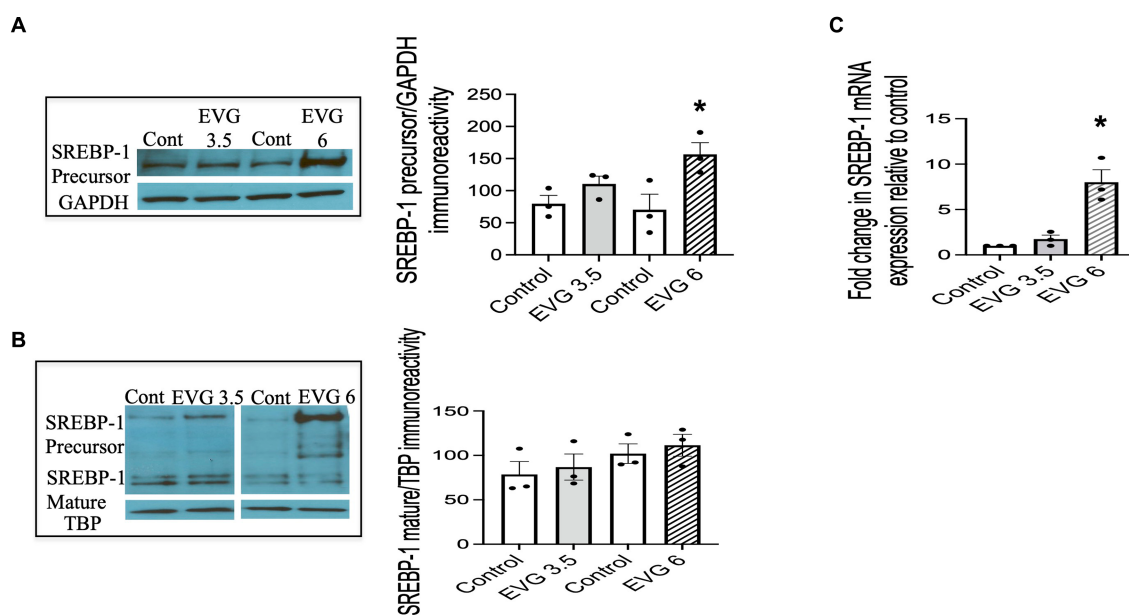 A
EVG EVG
Cont 3.5 Cont 6
SREBP-1
Precursor
GAPDH
SREBP-1 precursor/GAPDH
immunoreactivity
250
200
150
100
50
0
*
Control
EVG 3.5
Control
EVG 6
C
Fold change in SREBP-1 mRNA
expression relative to control
15
10
5
0
*
Control
EVG 3.5
EVG 6
B
Cont EVG 3.5 Cont EVG 6
SREBP-1
Precursor
SREBP-1
Mature
TBP
SREBP-1 mature/TBP immunoreactivity
150
100
50
0
Control
EVG 3.5
Control
EVG 6